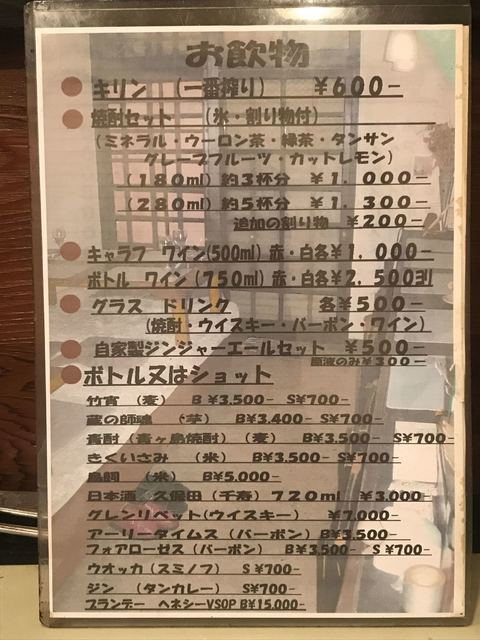 お飲物
キリン (一番搾り) ¥600-
焼酎セット (氷・割り物付)
(ミネラル・ウーロン茶・緑茶・タンサン
グレープフルーツ・カットレモン)
(180ml) 約3杯分 ¥1.000-
(280ml) 約5杯分 ¥1.300
追加の割り物 ¥200-
キャラフ ワイン(500ml) 赤・白各¥1.000-
ボトル ワイン (750ml) 赤・白各¥2.500ヨリ
グラス ドリンク 各¥500-
(焼酎・ウイスキー・バーボン・ワイン)
自家製ジンジャーエールセット ¥500-
原液のみ¥300-
ボトル又はショット
竹宵 (麦) B ¥3,500- S¥700-
蔵の師魂 (芋) B¥3.400- S¥700-
青酎(青ヶ島焼酎) (麦) B¥3,500- S¥700-
きくいさみ (米) B¥3,500- S¥700-
鳥飼 (米) B¥5.000-
日本酒 久保田(千寿) 720ml ¥3,000-
グレンリベット(ウイスキー) ¥7,000-
アーリータイムス(バーボン) B¥3.500-
フォアローゼス(バーボン) B¥3,500- S ¥700-
ウオッカ(スミノフ) S ¥700-
ジン (タンカレー) S¥700-
ブランデー ヘネシーVSOP B¥15,000-